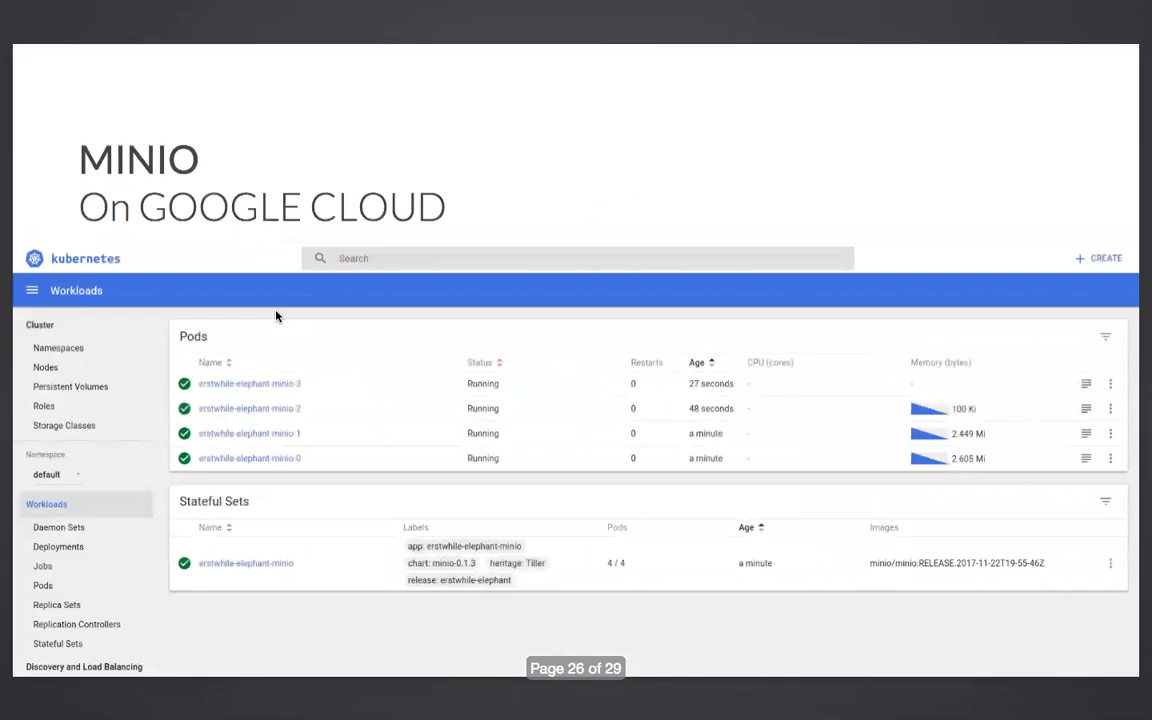 MINIO
On GOOGLE CLOUD
kubernetes
Search
+ CREATE
Workloads
Cluster
Namespaces
Nodes
Persistent Volumes
Roles
Storage Classes
Namespace
default
Workloads
Daemon Sets
Deployments
Jobs
Pods
Replica Sets
Replication Controllers
Stateful Sets
Discovery and Load Balancing
Pods
Name Status Restarts Age CPU (cores) Memory (bytes)
erstwhile-elephant-minio-3 Running 0 27 seconds - -
erstwhile-elephant-minio-2 Running 0 48 seconds - 100 Ki
erstwhile-elephant-minio-1 Running 0 a minute - 2.449 Mi
erstwhile-elephant-minio-0 Running 0 a minute - 2.605 Mi
Stateful Sets
Name Labels Pods Age Images
app: erstwhile-elephant-minio
erstwhile-elephant-minio chart: minio-0.1.3 heritage: Tiller 4 / 4 a minute minio/minio:RELEASE.2017-11-22T19-55-46Z
release: erstwhile-elephant
Page 26 of 29